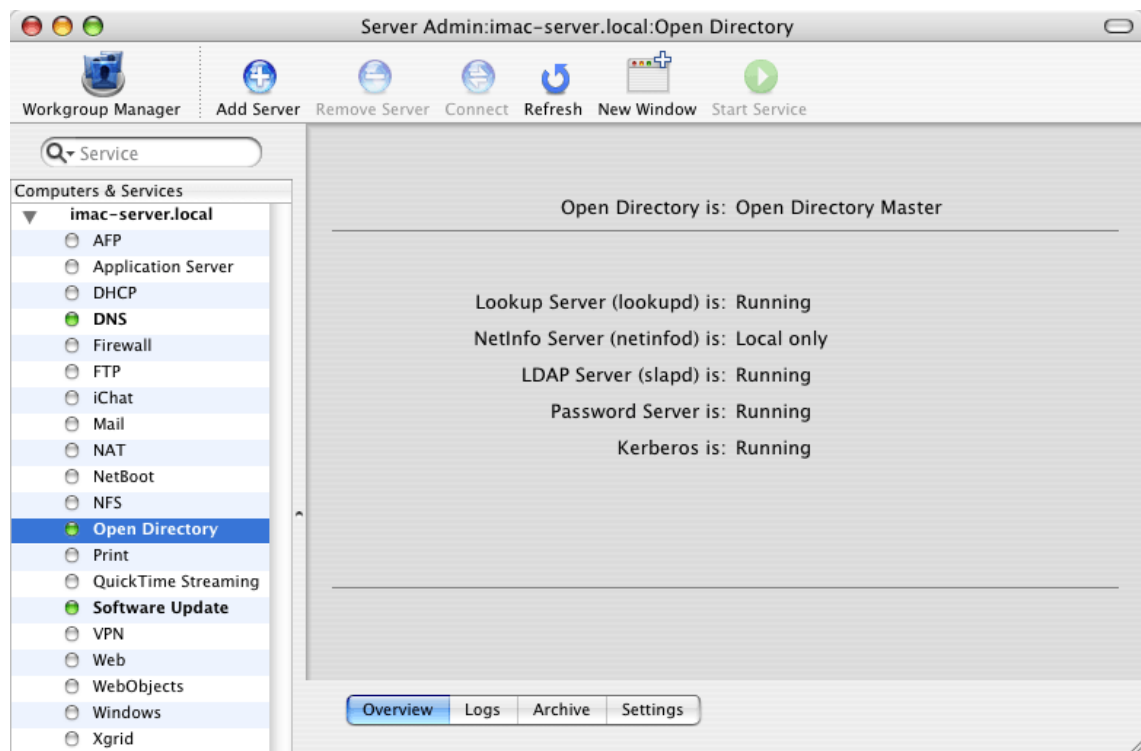 Server Admin:imac-server.local:Open Directory
Workgroup Manager
Add Server
Remove Server
Connect
Refresh
New Window
Start Service
Service
Computers & Services
imac-server.local
AFP
Application Server
DHCP
DNS
Firewall
FTP
iChat
Mail
NAT
NetBoot
NFS
Open Directory
Print
QuickTime Streaming
Software Update
VPN
Web
WebObjects
Windows
Xgrid
Open Directory is: Open Directory Master
Lookup Server (lookupd) is: Running
NetInfo Server (netinfod) is: Local only
LDAP Server (slapd) is: Running
Password Server is: Running
Kerberos is: Running
Overview
Logs
Archive
Settings